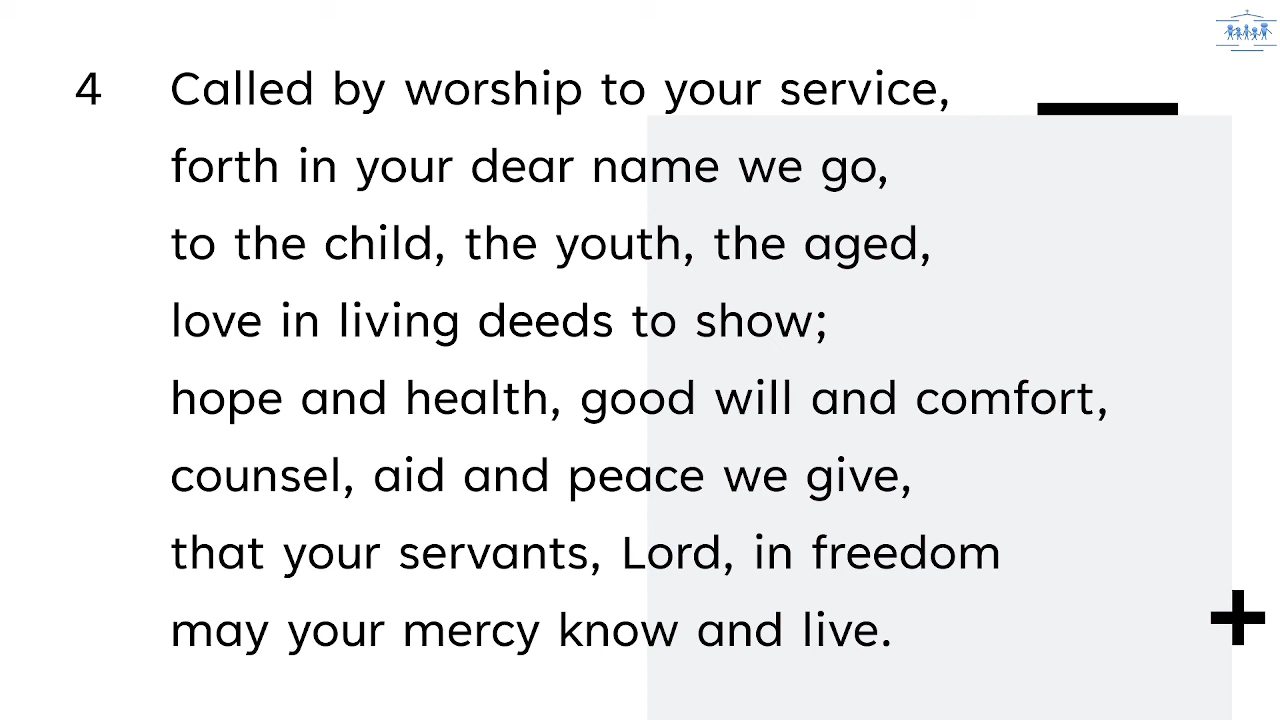 4 Called by worship to your service,
forth in your dear name we go,
to the child, the youth, the aged,
love in living deeds to show;
hope and health, good will and comfort,
counsel, aid and peace we give,
that your servants, Lord, in freedom
may your mercy know and live.